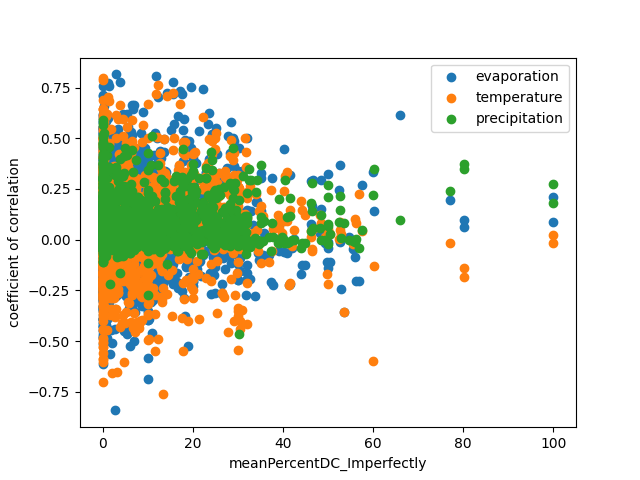 evaporation
temperature
precipitation
0.75
0.50
0.25
0.00
−0.25
−0.50
−0.75
coefficient of correlation
0
20
40
60
80
100
meanPercentDC_Imperfectly